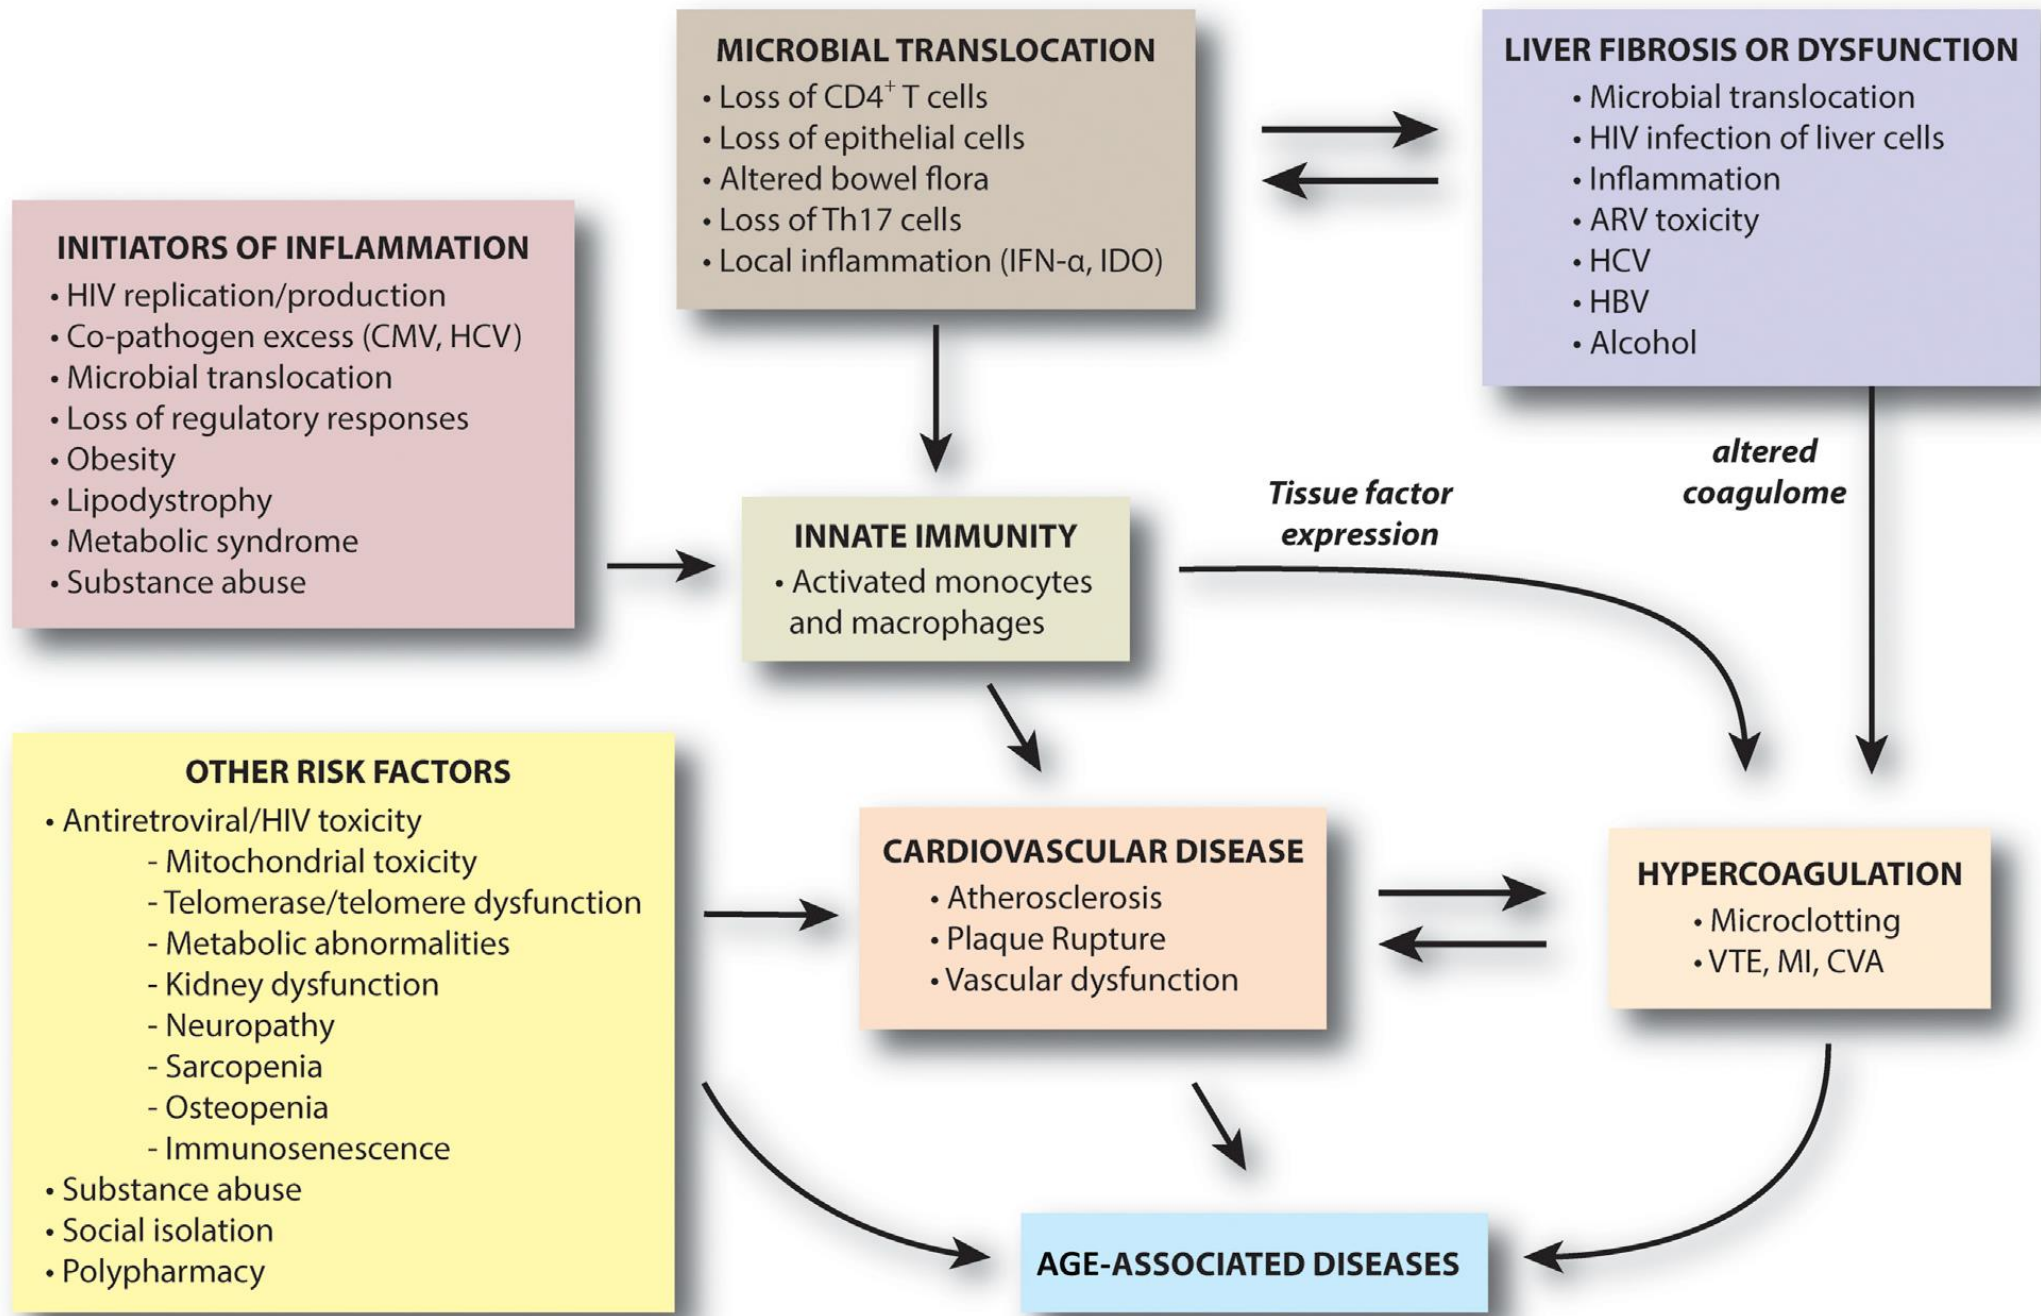 MICROBIAL TRANSLOCATION
• Loss of CD4⁺ T cells
• Loss of epithelial cells
• Altered bowel flora
• Loss of Th17 cells
• Local inflammation (IFN-α, IDO)
LIVER FIBROSIS OR DYSFUNCTION
• Microbial translocation
• HIV infection of liver cells
• Inflammation
• ARV toxicity
• HCV
• HBV
• Alcohol
INITIATORS OF INFLAMMATION
• HIV replication/production
• Co-pathogen excess (CMV, HCV)
• Microbial translocation
• Loss of regulatory responses
• Obesity
• Lipodystrophy
• Metabolic syndrome
• Substance abuse
INNATE IMMUNITY
• Activated monocytes
and macrophages
Tissue factor
expression
altered
coagulome
OTHER RISK FACTORS
• Antiretroviral/HIV toxicity
- Mitochondrial toxicity
- Telomerase/telomere dysfunction
- Metabolic abnormalities
- Kidney dysfunction
- Neuropathy
- Sarcopenia
- Osteopenia
- Immunosenescence
• Substance abuse
• Social isolation
• Polypharmacy
CARDIOVASCULAR DISEASE
• Atherosclerosis
• Plaque Rupture
• Vascular dysfunction
HYPERCOAGULATION
• Microclotting
• VTE, MI, CVA
AGE-ASSOCIATED DISEASES